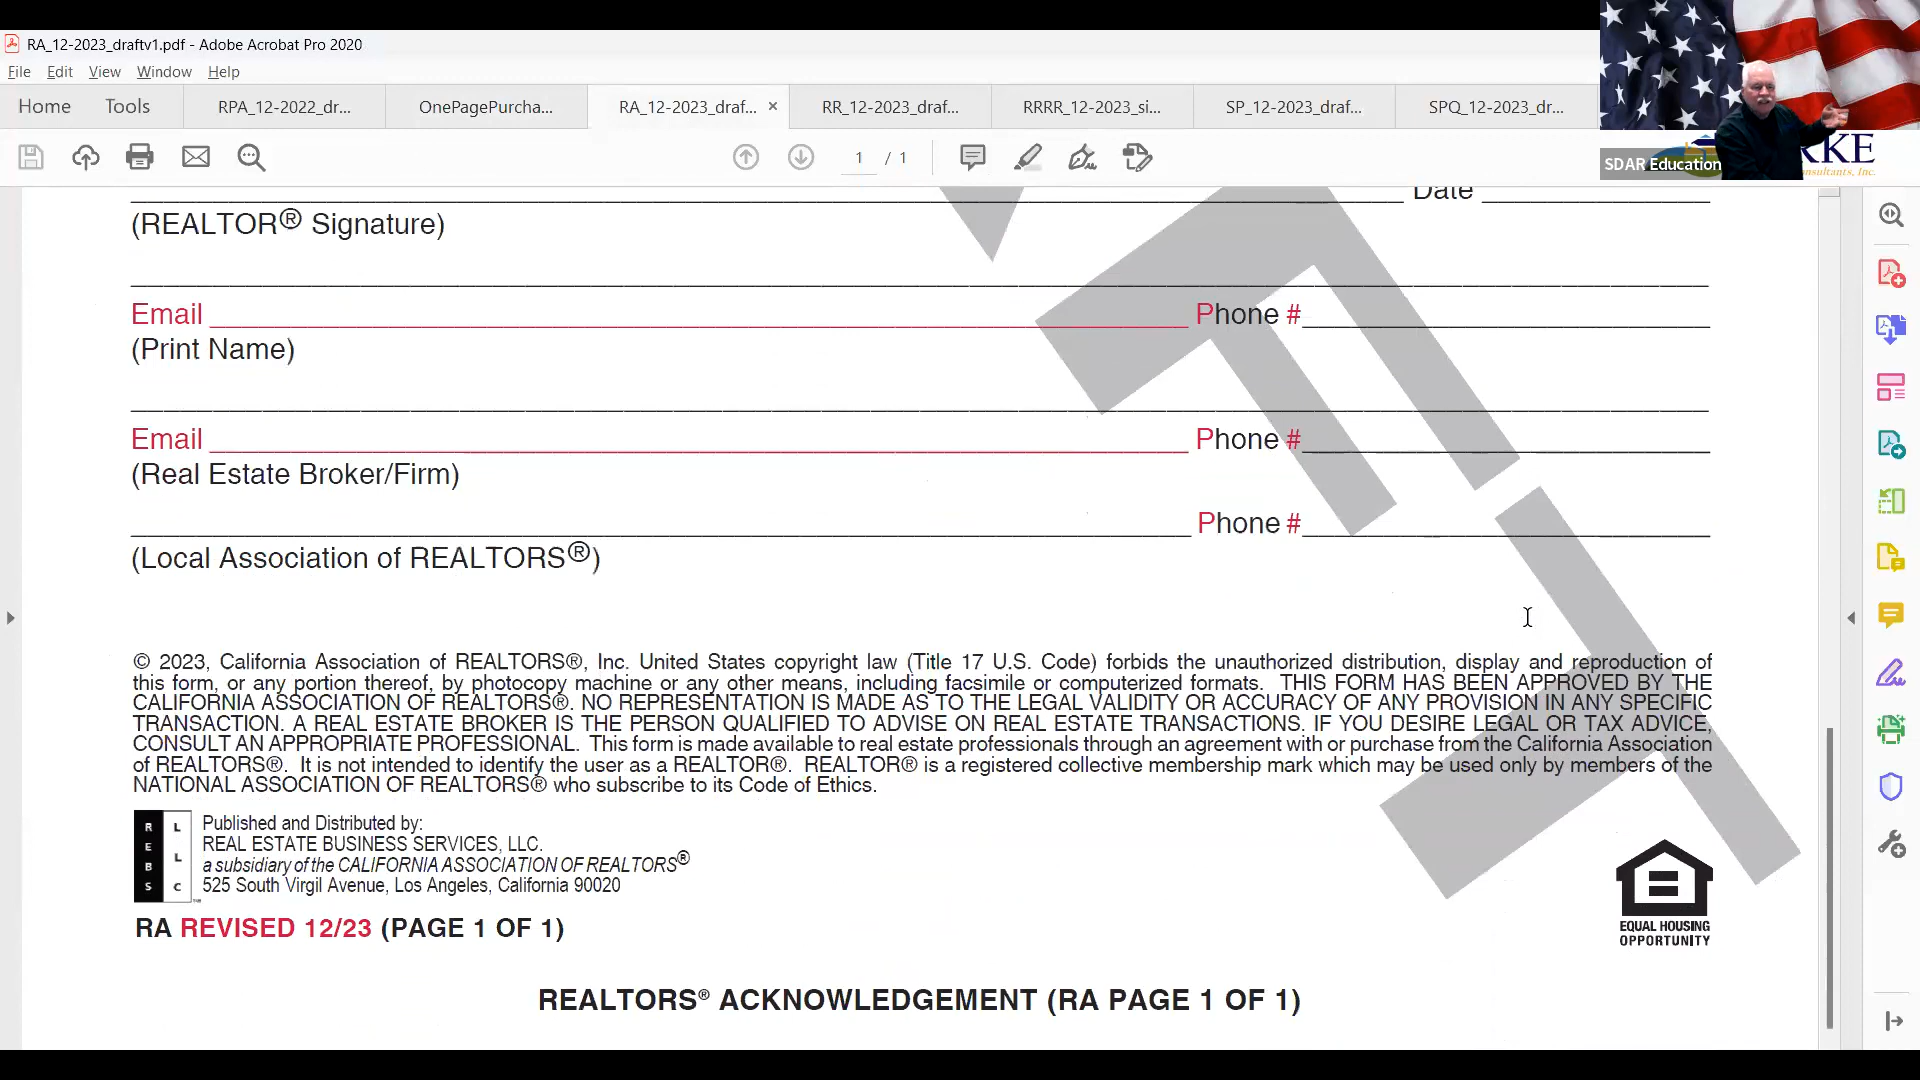 RA_12-2023_draftv1.pdf - Adobe Acrobat Pro 2020
File Edit View Window Help
Home Tools RPA_12-2022_dr... OnePagePurcha... RA_12-2023_draf... × RR_12-2023_draf... RRRR_12-2023_si... SP_12-2023_draf... SPQ_12-2023_dr...
1 / 1
RKE
SDAR Education
onsultants, Inc.
Date
(REALTOR® Signature)
Email Phone #
(Print Name)
Email Phone #
(Real Estate Broker/Firm)
Phone #
(Local Association of REALTORS®)
© 2023, California Association of REALTORS®, Inc. United States copyright law (Title 17 U.S. Code) forbids the unauthorized distribution, display and reproduction of
this form, or any portion thereof, by photocopy machine or any other means, including facsimile or computerized formats. THIS FORM HAS BEEN APPROVED BY THE
CALIFORNIA ASSOCIATION OF REALTORS®. NO REPRESENTATION IS MADE AS TO THE LEGAL VALIDITY OR ACCURACY OF ANY PROVISION IN ANY SPECIFIC
TRANSACTION. A REAL ESTATE BROKER IS THE PERSON QUALIFIED TO ADVISE ON REAL ESTATE TRANSACTIONS. IF YOU DESIRE LEGAL OR TAX ADVICE,
CONSULT AN APPROPRIATE PROFESSIONAL. This form is made available to real estate professionals through an agreement with or purchase from the California Association
of REALTORS®. It is not intended to identify the user as a REALTOR®. REALTOR® is a registered collective membership mark which may be used only by members of the
NATIONAL ASSOCIATION OF REALTORS® who subscribe to its Code of Ethics.
REBS LLC
Published and Distributed by:
REAL ESTATE BUSINESS SERVICES, LLC.
a subsidiary of the CALIFORNIA ASSOCIATION OF REALTORS®
525 South Virgil Avenue, Los Angeles, California 90020
RA REVISED 12/23 (PAGE 1 OF 1)
EQUAL HOUSING
OPPORTUNITY
REALTORS® ACKNOWLEDGEMENT (RA PAGE 1 OF 1)